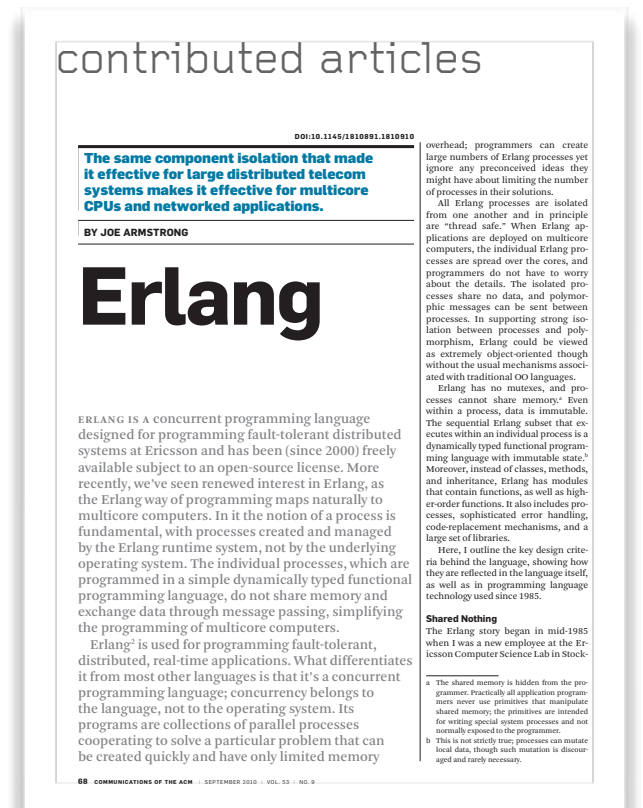 contributed articles
DOI:10.1145/1810891.1810910
The same component isolation that made
it effective for large distributed telecom
systems makes it effective for multicore
CPUs and networked applications.
BY JOE ARMSTRONG
Erlang
ERLANG IS A concurrent programming language
designed for programming fault-tolerant distributed
systems at Ericsson and has been (since 2000) freely
available subject to an open-source license. More
recently, we've seen renewed interest in Erlang, as
the Erlang way of programming maps naturally to
multicore computers. In it the notion of a process is
fundamental, with processes created and managed
by the Erlang runtime system, not by the underlying
operating system. The individual processes, which are
programmed in a simple dynamically typed functional
programming language, do not share memory and
exchange data through message passing, simplifying
the programming of multicore computers.
Erlang² is used for programming fault-tolerant,
distributed, real-time applications. What differentiates
it from most other languages is that it's a concurrent
programming language; concurrency belongs to
the language, not to the operating system. Its
programs are collections of parallel processes
cooperating to solve a particular problem that can
be created quickly and have only limited memory
overhead; programmers can create
large numbers of Erlang processes yet
ignore any preconceived ideas they
might have about limiting the number
of processes in their solutions.
All Erlang processes are isolated
from one another and in principle
are "thread safe." When Erlang ap-
plications are deployed on multicore
computers, the individual Erlang pro-
cesses are spread over the cores, and
programmers do not have to worry
about the details. The isolated pro-
cesses share no data, and polymor-
phic messages can be sent between
processes. In supporting strong iso-
lation between processes and poly-
morphism, Erlang could be viewed
as extremely object-oriented though
without the usual mechanisms associ-
ated with traditional OO languages.
Erlang has no mutexes, and pro-
cesses cannot share memory.ᵃ Even
within a process, data is immutable.
The sequential Erlang subset that ex-
ecutes within an individual process is a
dynamically typed functional program-
ming language with immutable state.ᵇ
Moreover, instead of classes, methods,
and inheritance, Erlang has modules
that contain functions, as well as high-
er-order functions. It also includes pro-
cesses, sophisticated error handling,
code-replacement mechanisms, and a
large set of libraries.
Here, I outline the key design crite-
ria behind the language, showing how
they are reflected in the language itself,
as well as in programming language
technology used since 1985.
Shared Nothing
The Erlang story began in mid-1985
when I was a new employee at the Er-
icsson Computer Science Lab in Stock-
a The shared memory is hidden from the pro-
grammer. Practically all application program-
mers never use primitives that manipulate
shared memory; the primitives are intended
for writing special system processes and not
normally exposed to the programmer.
b This is not strictly true; processes can mutate
local data, though such mutation is discour-
aged and rarely necessary.
68 COMMUNICATIONS OF THE ACM | SEPTEMBER 2010 | VOL. 53 | NO. 9